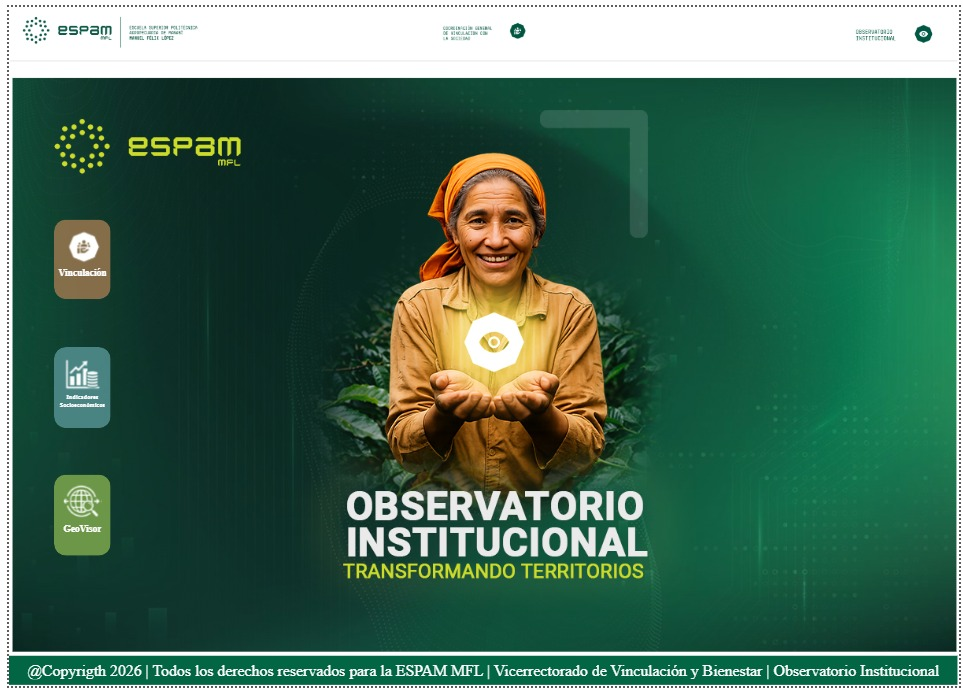 espam
MFL
ESCUELA SUPERIOR POLITÉCNICA
AGROPECUARIA DE MANABÍ
MANUEL FÉLIX LÓPEZ
COORDINACIÓN GENERAL
DE VINCULACIÓN CON
LA SOCIEDAD
OBSERVATORIO
INSTITUCIONAL
espam
MFL
Vinculación
Indicadores
Socioeconómicos
GeoVisor
OBSERVATORIO
INSTITUCIONAL
TRANSFORMANDO TERRITORIOS
@Copyrigth 2026 | Todos los derechos reservados para la ESPAM MFL | Vicerrectorado de Vinculación y Bienestar | Observatorio Institucional